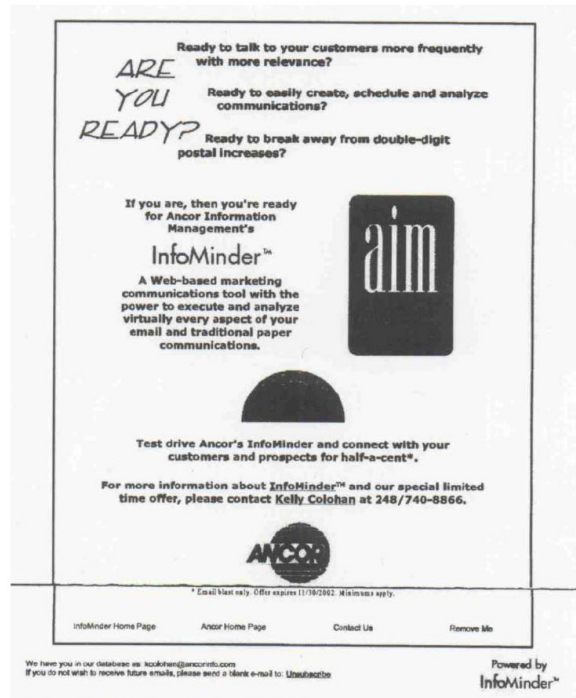 Ready to talk to your customers more frequently
with more relevance?
ARE
YOU
READY?
Ready to easily create, schedule and analyze
communications?
Ready to break away from double-digit
postal increases?
If you are, then you're ready
for Ancor Information
Management's
InfoMinder™
A Web-based marketing
communications tool with the
power to execute and analyze
virtually every aspect of your
email and traditional paper
communications.
aim
Test drive Ancor's InfoMinder and connect with your
customers and prospects for half-a-cent*.
For more information about InfoMinder™ and our special limited
time offer, please contact Kelly Colohan at 248/740-8866.
ANCOR
* Email blast only. Offer expires 11/30/2002. Minimums apply.
InfoMinder Home Page Ancor Home Page Contact Us Remove Me
We have you in our database as: kcolohan@ancorinfo.com
If you do not wish to receive future emails, please send a blank e-mail to: Unsubscribe
Powered by
InfoMinder™